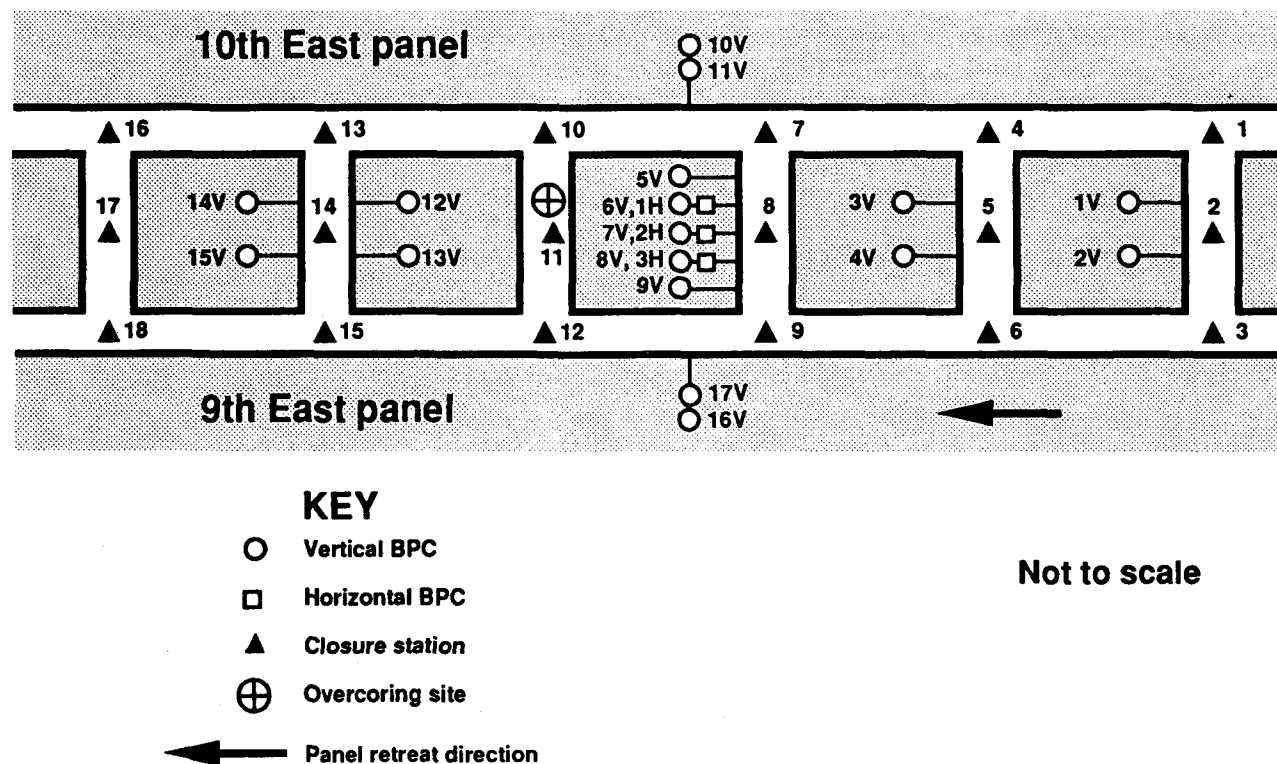 10th East panel
10V
11V
16
13
10
7
4
1
5V
14V
12V
6V,1H
3V
1V
17
14
8
5
2
7V,2H
15V
13V
11
8V, 3H
4V
2V
9V
18
15
12
9
6
3
9th East panel
17V
16V
KEY
Vertical BPC
Horizontal BPC
Closure station
Overcoring site
Panel retreat direction
Not to scale